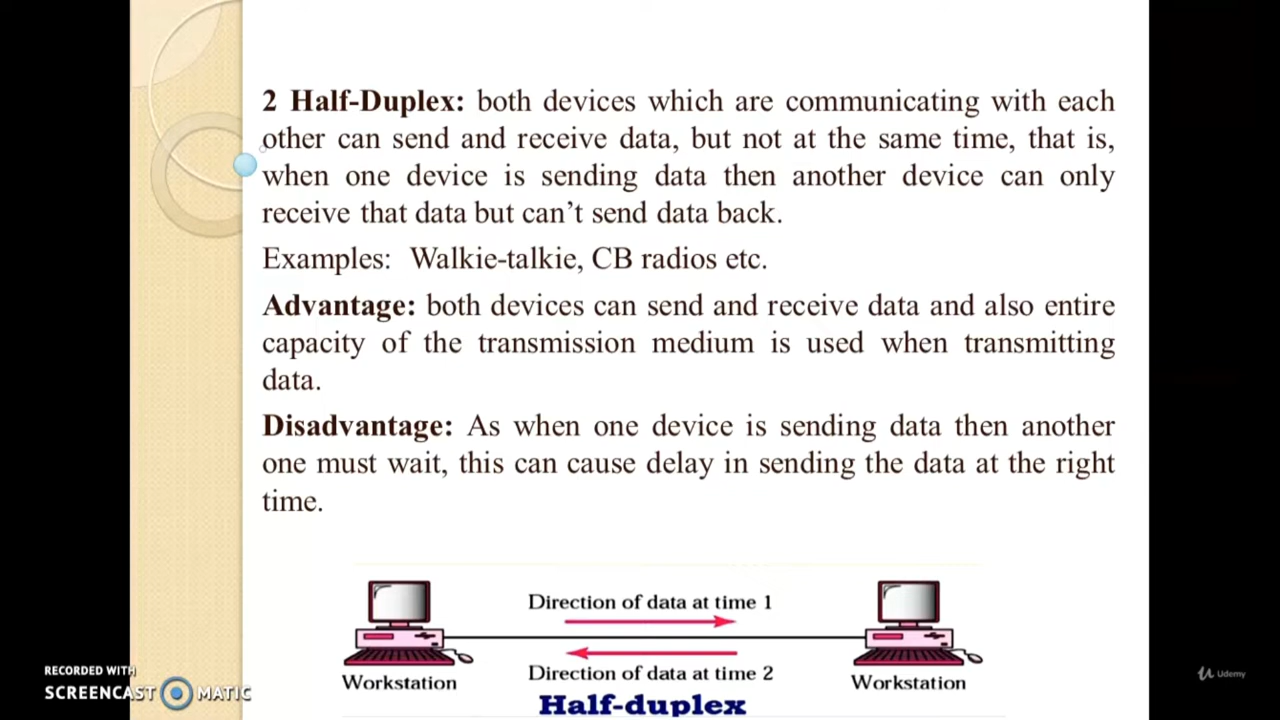 2 Half-Duplex: both devices which are communicating with each
other can send and receive data, but not at the same time, that is,
when one device is sending data then another device can only
receive that data but can’t send data back.
Examples: Walkie-talkie, CB radios etc.
Advantage: both devices can send and receive data and also entire
capacity of the transmission medium is used when transmitting
data.
Disadvantage: As when one device is sending data then another
one must wait, this can cause delay in sending the data at the right
time.
Direction of data at time 1
Direction of data at time 2
Workstation
Workstation
Half-duplex
RECORDED WITH
SCREENCAST MATIC
Udemy